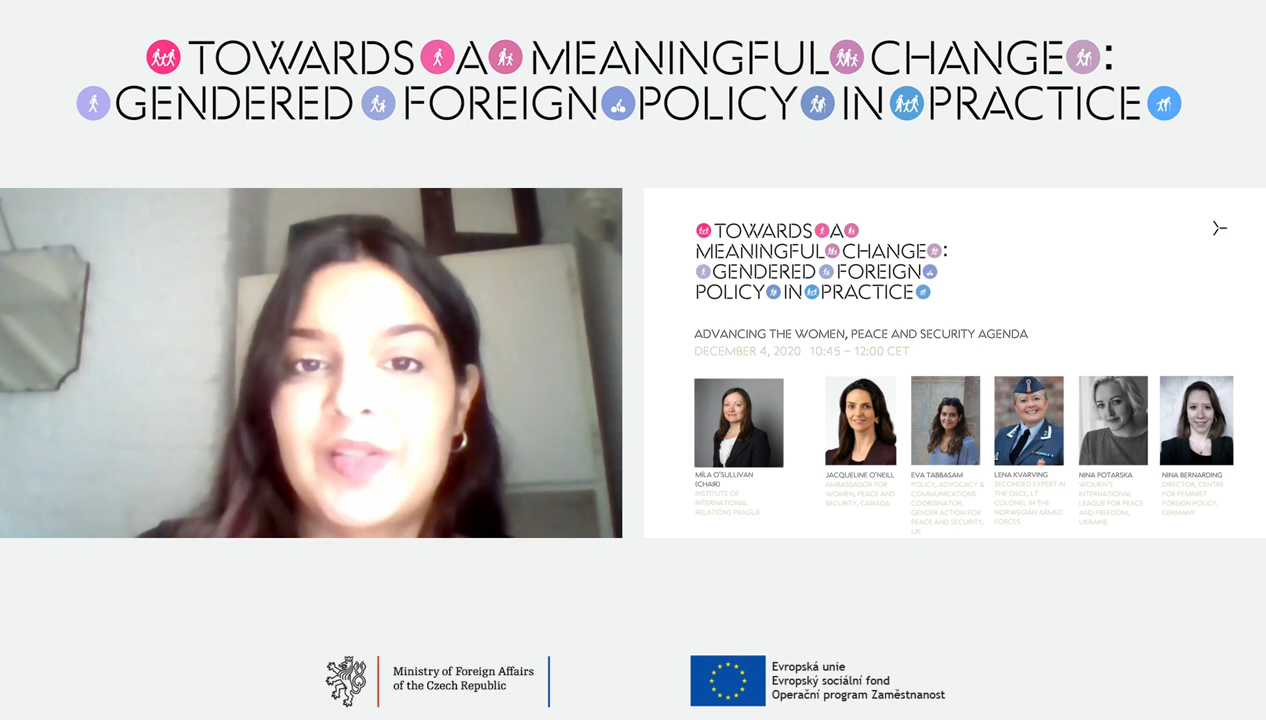 TOWARDS A MEANINGFUL CHANGE:
GENDERED FOREIGN POLICY IN PRACTICE
TOWARDS A
MEANINGFUL CHANGE:
GENDERED FOREIGN
POLICY IN PRACTICE
ADVANCING THE WOMEN, PEACE AND SECURITY AGENDA
DECEMBER 4, 2020 10:45 – 12:00 CET
MÍLA O'SULLIVAN
(CHAIR)
INSTITUTE OF
INTERNATIONAL
RELATIONS PRAGUE
JACQUELINE O'NEILL
AMBASSADOR FOR
WOMEN, PEACE AND
SECURITY, CANADA
EVA TABBASAM
POLICY, ADVOCACY &
COMMUNICATIONS
COORDINATOR,
GENDER ACTION FOR
PEACE AND SECURITY,
UK
LENA KVARVING
SECONDED EXPERT IN
THE OSCE, LT
COLONEL IN THE
NORWEGIAN ARMED
FORCES
NINA POTARSKA
WOMEN'S
INTERNATIONAL
LEAGUE FOR PEACE
AND FREEDOM,
UKRAINE
NINA BERNARDING
DIRECTOR, CENTRE
FOR FEMINIST
FOREIGN POLICY,
GERMANY
Ministry of Foreign Affairs
of the Czech Republic
Evropská unie
Evropský sociální fond
Operační program Zaměstnanost